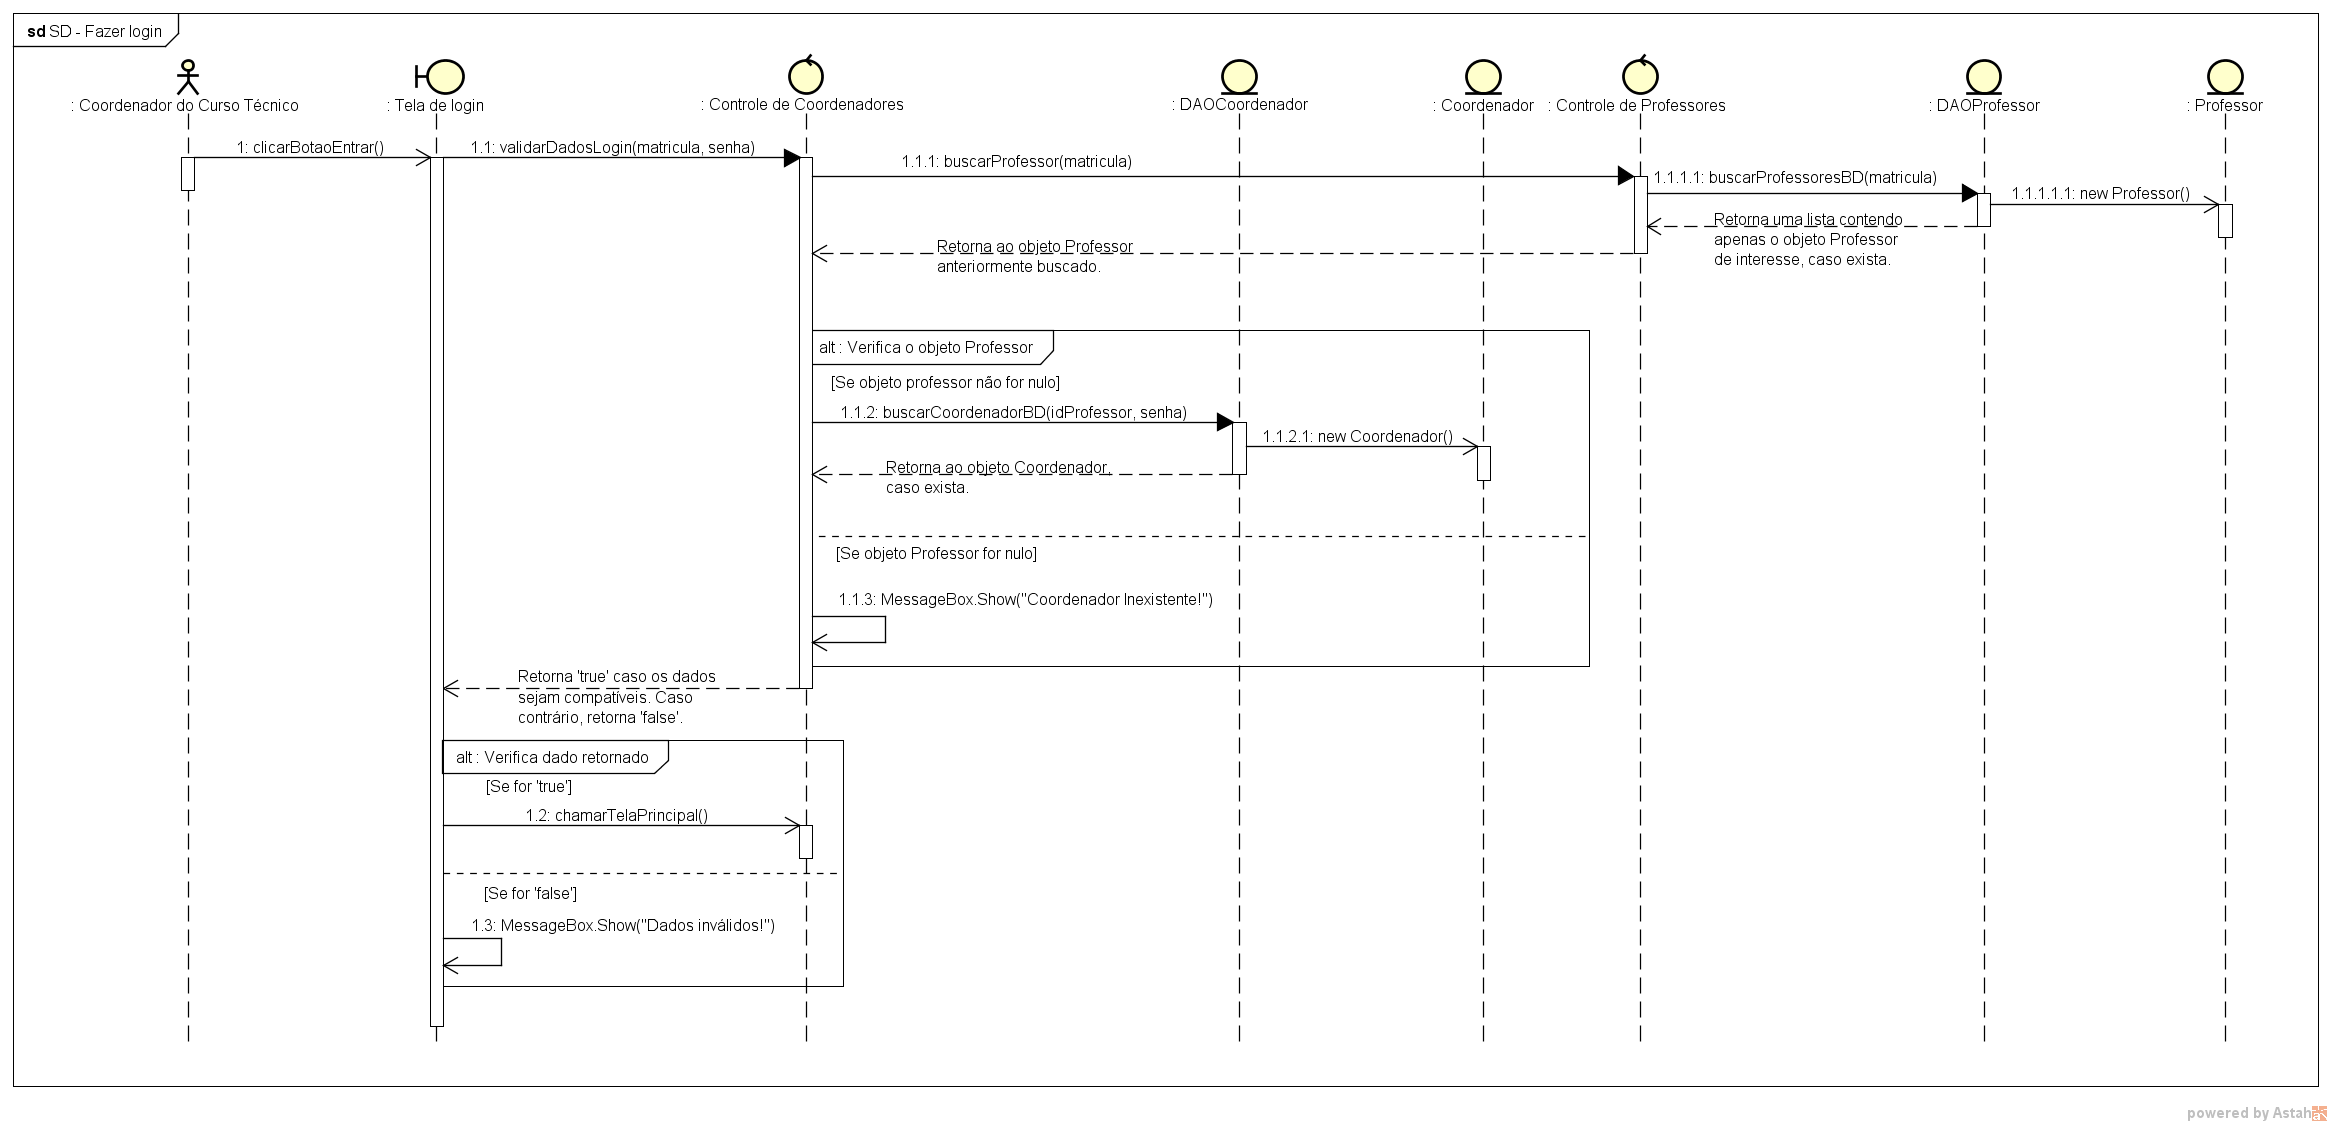 sd SD - Fazer login
: Coordenador do Curso Técnico
: Tela de login
: Controle de Coordenadores
: DAOCoordenador
: Coordenador
: Controle de Professores
: DAOProfessor
: Professor
1: clicarBotaoEntrar()
1.1: validarDadosLogin(matricula, senha)
1.1.1: buscarProfessor(matricula)
1.1.1.1: buscarProfessoresBD(matricula)
1.1.1.1.1: new Professor()
Retorna uma lista contendo
apenas o objeto Professor
de interesse, caso exista.
Retorna ao objeto Professor
anteriormente buscado.
alt : Verifica o objeto Professor
[Se objeto professor não for nulo]
1.1.2: buscarCoordenadorBD(idProfessor, senha)
1.1.2.1: new Coordenador()
Retorna ao objeto Coordenador,
caso exista.
[Se objeto Professor for nulo]
1.1.3: MessageBox.Show("Coordenador Inexistente!")
Retorna 'true' caso os dados
sejam compatíveis. Caso
contrário, retorna 'false'.
alt : Verifica dado retornado
[Se for 'true']
1.2: chamarTelaPrincipal()
[Se for 'false']
1.3: MessageBox.Show("Dados inválidos!")
powered by Astah